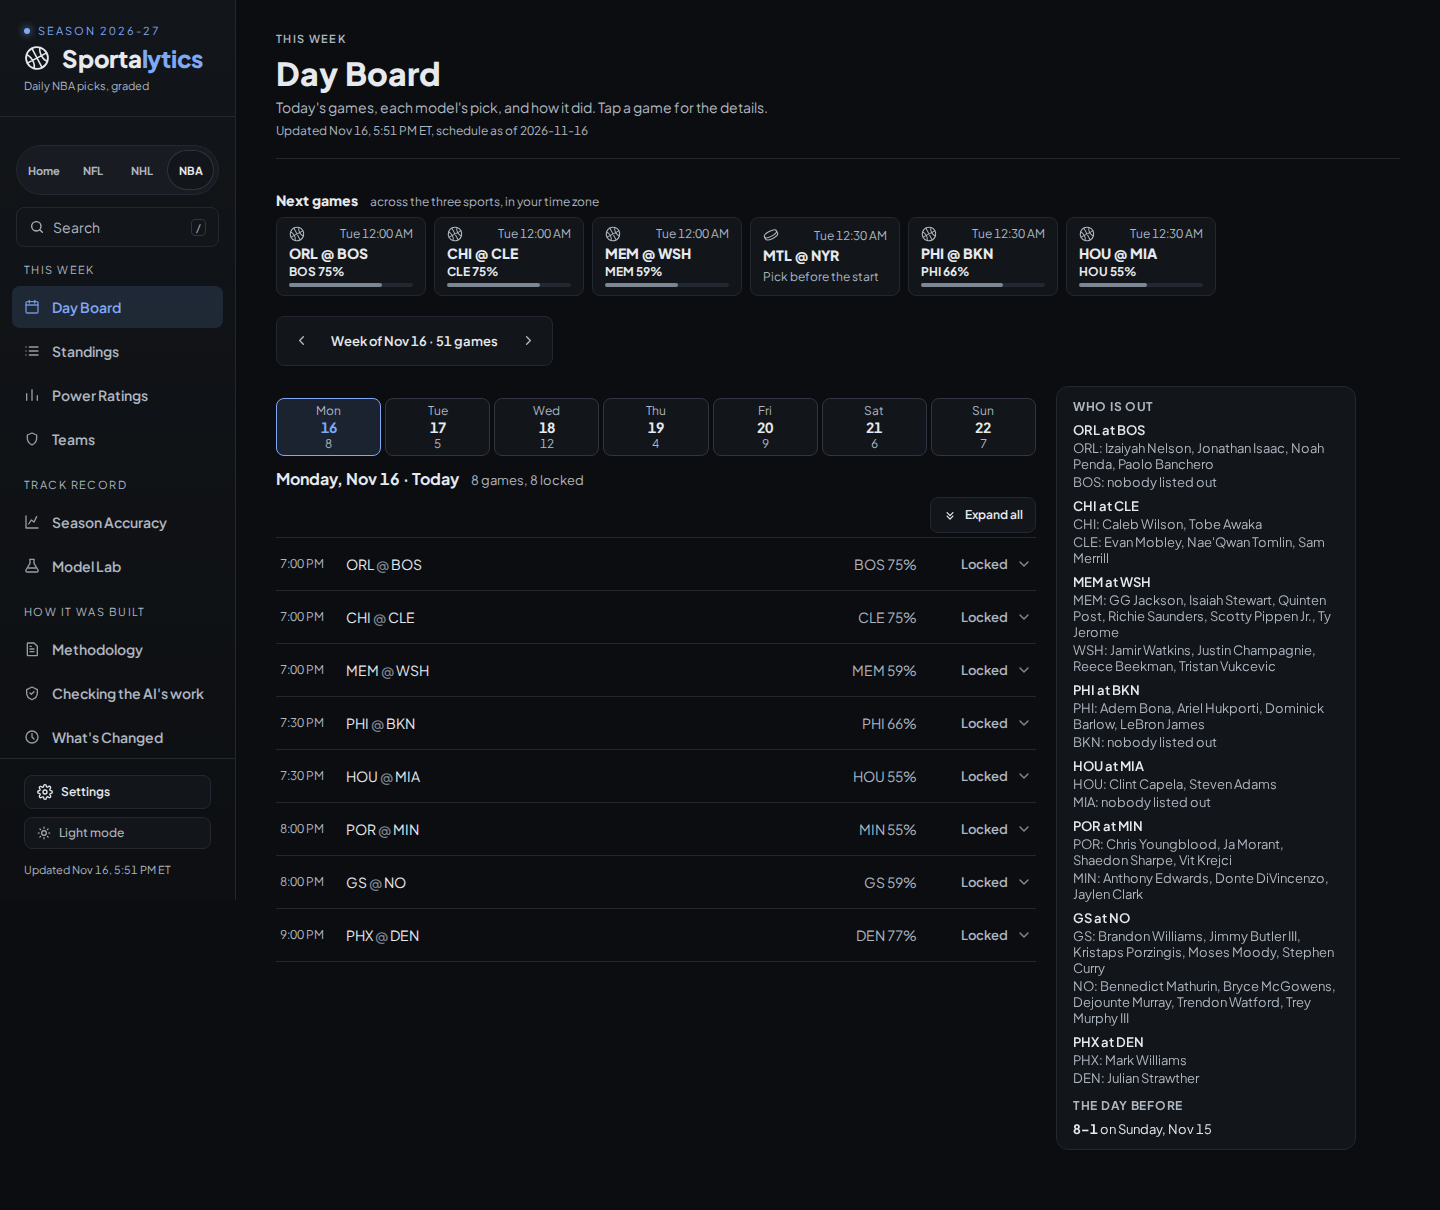 SEASON 2026-27
Sportalytics
Daily NBA picks, graded
Home NFL NHL NBA
Search /
THIS WEEK
Day Board
Standings
Power Ratings
Teams
TRACK RECORD
Season Accuracy
Model Lab
HOW IT WAS BUILT
Methodology
Checking the AI's work
What's Changed
Settings
Light mode
Updated Nov 16, 5:51 PM ET
THIS WEEK
Day Board
Today's games, each model's pick, and how it did. Tap a game for the details.
Updated Nov 16, 5:51 PM ET, schedule as of 2026-11-16
Next games across the three sports, in your time zone
Tue 12:00 AM
ORL @ BOS
BOS 75%
Tue 12:00 AM
CHI @ CLE
CLE 75%
Tue 12:00 AM
MEM @ WSH
MEM 59%
Tue 12:30 AM
MTL @ NYR
Pick before the start
Tue 12:30 AM
PHI @ BKN
PHI 66%
Tue 12:30 AM
HOU @ MIA
HOU 55%
Week of Nov 16 · 51 games
Mon
16
8
Tue
17
5
Wed
18
12
Thu
19
4
Fri
20
9
Sat
21
6
Sun
22
7
Monday, Nov 16 · Today 8 games, 8 locked
Expand all
7:00 PM ORL @ BOS BOS 75% Locked
7:00 PM CHI @ CLE CLE 75% Locked
7:00 PM MEM @ WSH MEM 59% Locked
7:30 PM PHI @ BKN PHI 66% Locked
7:30 PM HOU @ MIA HOU 55% Locked
8:00 PM POR @ MIN MIN 55% Locked
8:00 PM GS @ NO GS 59% Locked
9:00 PM PHX @ DEN DEN 77% Locked
WHO IS OUT
ORL at BOS
ORL: Izaiyah Nelson, Jonathan Isaac, Noah
Penda, Paolo Banchero
BOS: nobody listed out
CHI at CLE
CHI: Caleb Wilson, Tobe Awaka
CLE: Evan Mobley, Nae'Qwan Tomlin, Sam
Merrill
MEM at WSH
MEM: GG Jackson, Isaiah Stewart, Quinten
Post, Richie Saunders, Scotty Pippen Jr., Ty
Jerome
WSH: Jamir Watkins, Justin Champagnie,
Reece Beekman, Tristan Vukcevic
PHI at BKN
PHI: Adem Bona, Ariel Hukporti, Dominick
Barlow, LeBron James
BKN: nobody listed out
HOU at MIA
HOU: Clint Capela, Steven Adams
MIA: nobody listed out
POR at MIN
POR: Chris Youngblood, Ja Morant,
Shaedon Sharpe, Vit Krejci
MIN: Anthony Edwards, Donte DiVincenzo,
Jaylen Clark
GS at NO
GS: Brandon Williams, Jimmy Butler III,
Kristaps Porzingis, Moses Moody, Stephen
Curry
NO: Bennedict Mathurin, Bryce McGowens,
Dejounte Murray, Trendon Watford, Trey
Murphy III
PHX at DEN
PHX: Mark Williams
DEN: Julian Strawther
THE DAY BEFORE
8–1 on Sunday, Nov 15